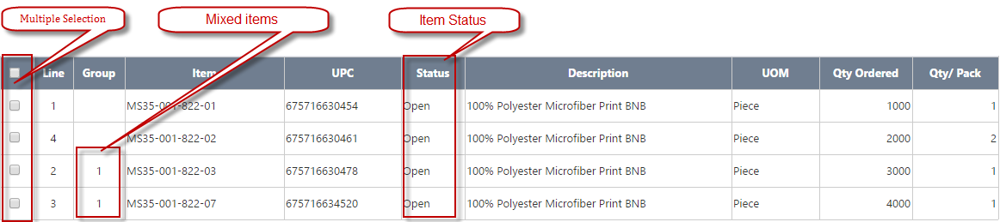 Multiple Selection Mixed items Item Status
Line Group Item UPC Status Description UOM Qty Ordered Qty/ Pack
1 MS35-001-822-01 675716630454 Open 100% Polyester Microfiber Print BNB Piece 1000 1
4 MS35-001-822-02 675716630461 Open 100% Polyester Microfiber Print BNB Piece 2000 2
2 1 MS35-001-822-03 675716630478 Open 100% Polyester Microfiber Print BNB Piece 3000 1
3 1 MS35-001-822-07 675716634520 Open 100% Polyester Microfiber Print BNB Piece 4000 1